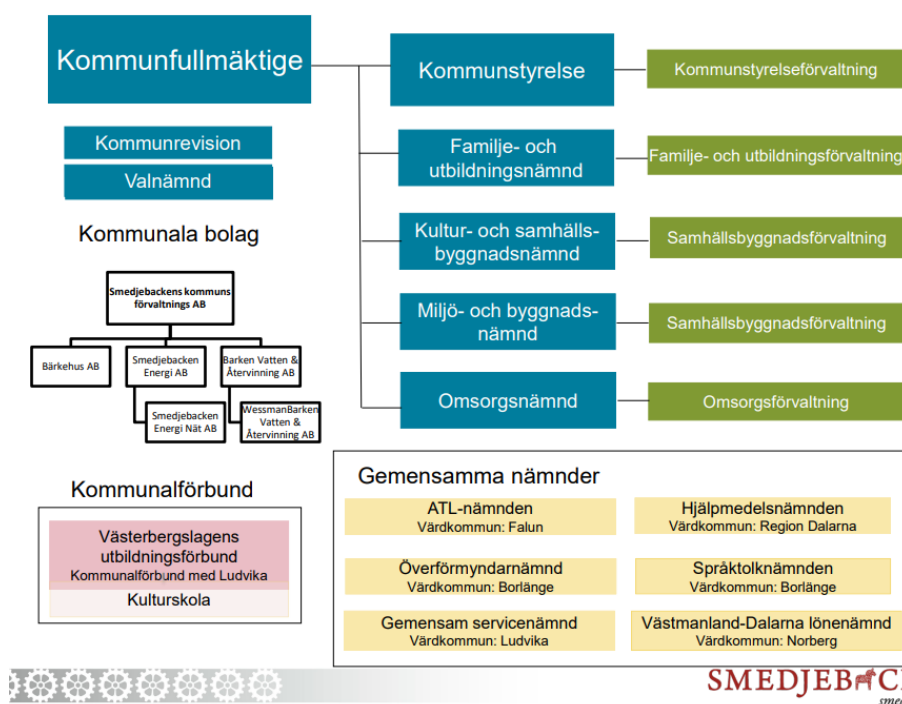 Kommunfullmäktige
Kommunrevision
Valnämnd
Kommunstyrelse
Kommunstyrelseförvaltning
Familje- och
utbildningsnämnd
Familje- och utbildningsförvaltning
Kultur- och samhälls-
byggnadsnämnd
Samhällsbyggnadsförvaltning
Miljö- och byggnads-
nämnd
Samhällsbyggnadsförvaltning
Omsorgsnämnd
Omsorgsförvaltning
Kommunala bolag
Smedjebackens kommuns
förvaltnings AB
Bärkehus AB
Smedjebacken
Energi AB
Barken Vatten &
Återvinning AB
Smedjebacken
Energi Nät AB
WessmanBarken
Vatten &
Återvinning AB
Kommunalförbund
Västerbergslagens
utbildningsförbund
Kommunalförbund med Ludvika
Kulturskola
Gemensamma nämnder
ATL-nämnden
Värdkommun: Falun
Hjälpmedelsnämnden
Värdkommun: Region Dalarna
Överförmyndarnämnd
Värdkommun: Borlänge
Språktolknämnden
Värdkommun: Borlänge
Gemensam servicenämnd
Värdkommun: Ludvika
Västmanland-Dalarna lönenämnd
Värdkommun: Norberg
SMEDJEB